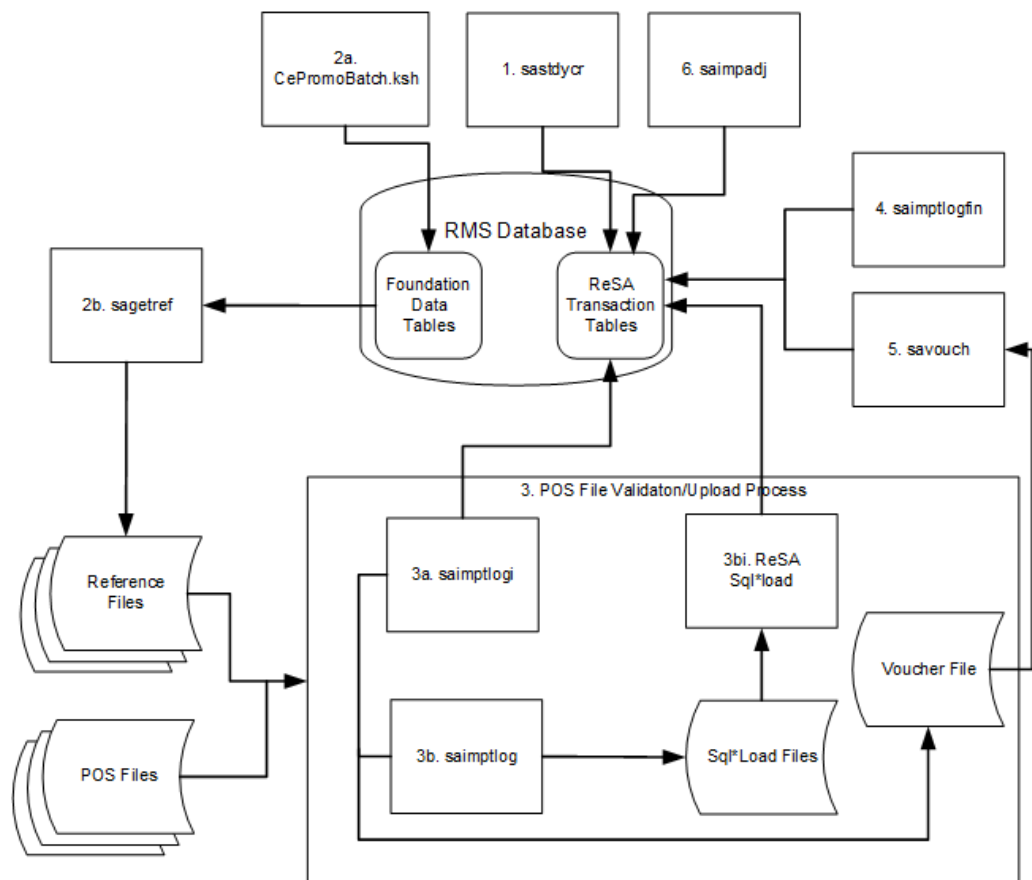 2a.
CePromoBatch.ksh
1. sastdycr
6. saimpadj
4. saimptlogfin
RMS Database
Foundation
Data
Tables
ReSA
Transaction
Tables
2b. sagetref
5. savouch
3. POS File Validaton/Upload Process
3a. saimptlogi
3bi. ReSA
Sql*load
Reference
Files
Voucher File
3b. saimptlog
Sql*Load Files
POS Files